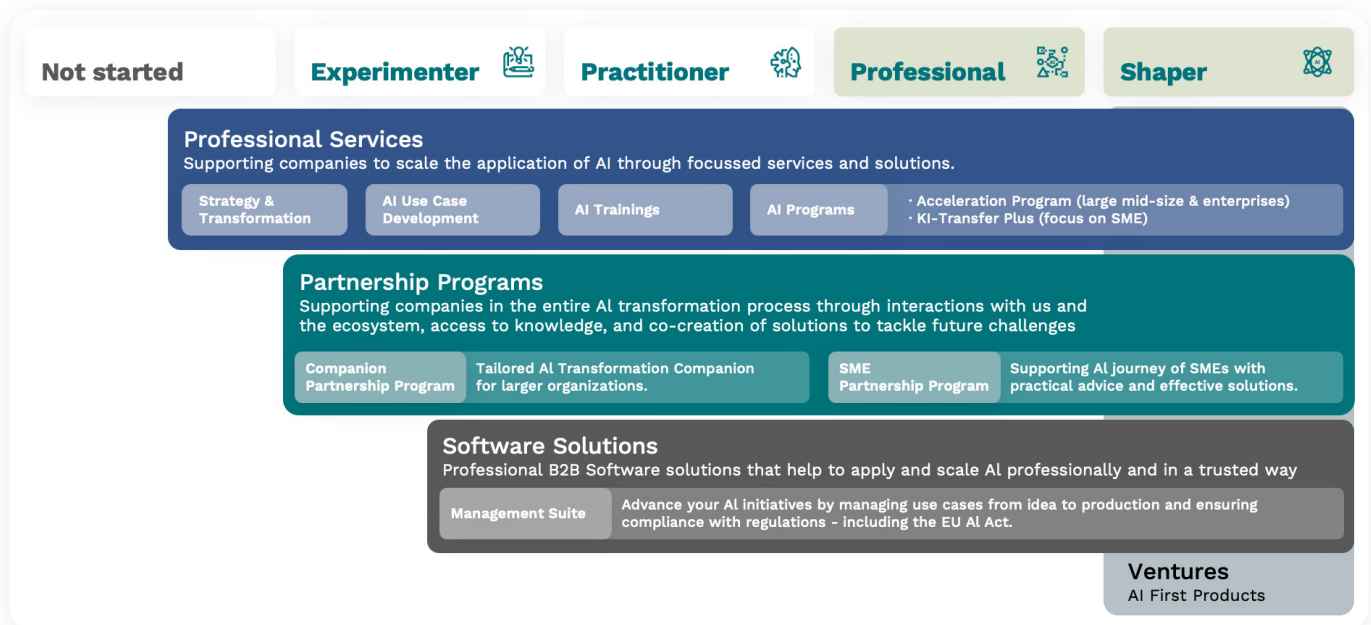 Not started
Experimenter
Practitioner
Professional
Shaper
AI
Professional Services
Supporting companies to scale the application of AI through focussed services and solutions.
Strategy &
Transformation
AI Use Case
Development
AI Trainings
AI Programs
· Acceleration Program (large mid-size & enterprises)
· KI-Transfer Plus (focus on SME)
Partnership Programs
Supporting companies in the entire AI transformation process through interactions with us and
the ecosystem, access to knowledge, and co-creation of solutions to tackle future challenges
Companion
Partnership Program
Tailored AI Transformation Companion
for larger organizations.
SME
Partnership Program
Supporting AI journey of SMEs with
practical advice and effective solutions.
Software Solutions
Professional B2B Software solutions that help to apply and scale AI professionally and in a trusted way
Management Suite
Advance your AI initiatives by managing use cases from idea to production and ensuring
compliance with regulations - including the EU AI Act.
Ventures
AI First Products